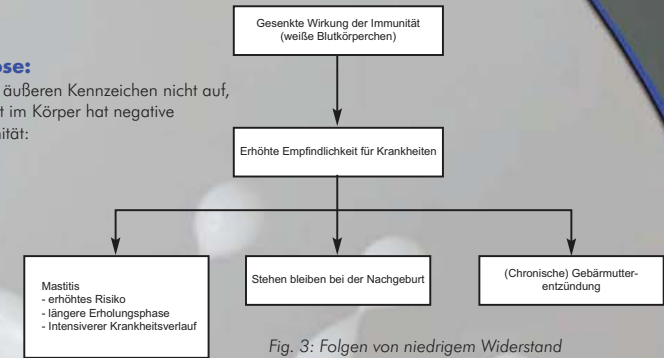 Gesenkte Wirkung der Immunität
(weiße Blutkörperchen)
ose:
äußeren Kennzeichen nicht auf,
t im Körper hat negative
nität:
Erhöhte Empfindlichkeit für Krankheiten
Mastitis
- erhöhtes Risiko
- längere Erholungsphase
- Intensiverer Krankheitsverlauf
Stehen bleiben bei der Nachgeburt
(Chronische) Gebärmutter-
entzündung
Fig. 3: Folgen von niedrigem Widerstand